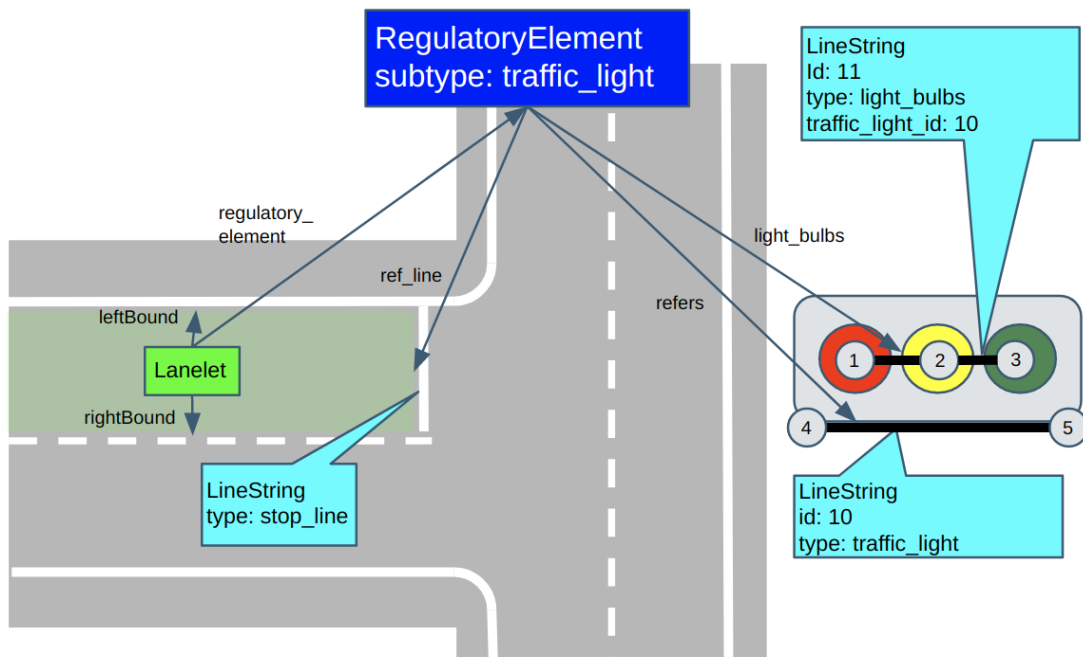 RegulatoryElement
subtype: traffic_light
LineString
Id: 11
type: light_bulbs
traffic_light_id: 10
regulatory_
element
ref_line
light_bulbs
refers
leftBound
Lanelet
rightBound
1
2
3
4
5
LineString
type: stop_line
LineString
id: 10
type: traffic_light